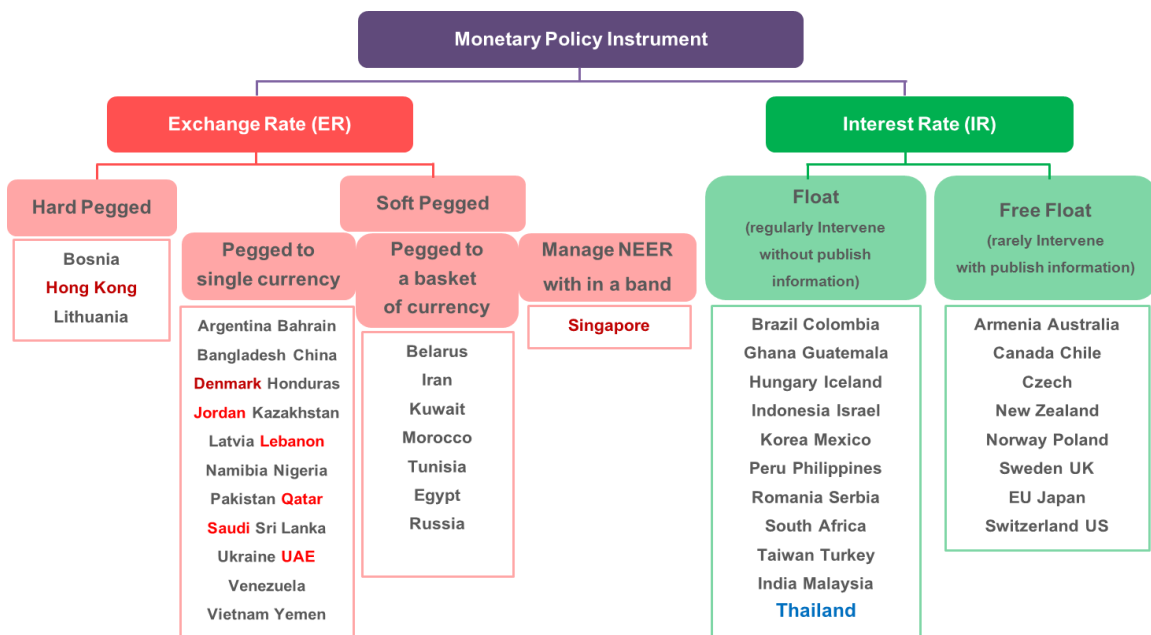 Monetary Policy Instrument
Exchange Rate (ER)
Interest Rate (IR)
Hard Pegged
Bosnia
Hong Kong
Lithuania
Soft Pegged
Pegged to
single currency
Argentina Bahrain
Bangladesh China
Denmark Honduras
Jordan Kazakhstan
Latvia Lebanon
Namibia Nigeria
Pakistan Qatar
Saudi Sri Lanka
Ukraine UAE
Venezuela
Vietnam Yemen
Pegged to
a basket
of currency
Belarus
Iran
Kuwait
Morocco
Tunisia
Egypt
Russia
Manage NEER
with in a band
Singapore
Float
(regularly Intervene
without publish
information)
Brazil Colombia
Ghana Guatemala
Hungary Iceland
Indonesia Israel
Korea Mexico
Peru Philippines
Romania Serbia
South Africa
Taiwan Turkey
India Malaysia
Thailand
Free Float
(rarely Intervene
with publish information)
Armenia Australia
Canada Chile
Czech
New Zealand
Norway Poland
Sweden UK
EU Japan
Switzerland US